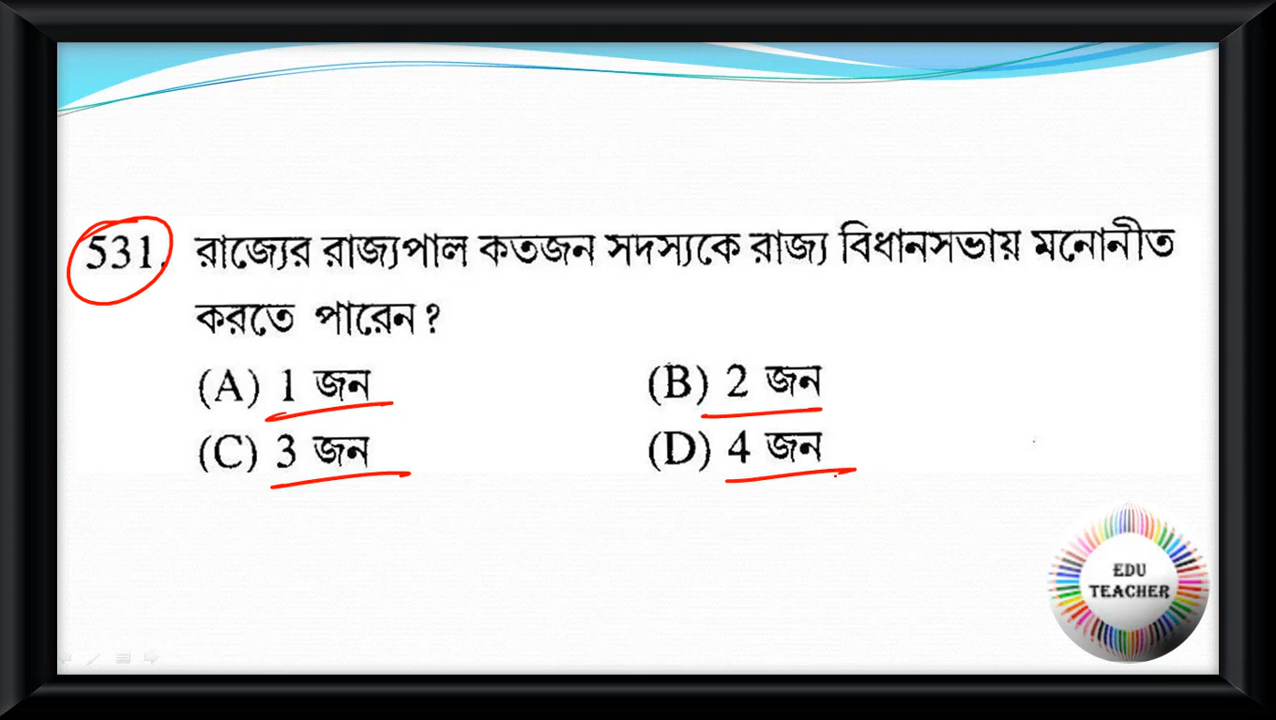 531. রাজ্যের রাজ্যপাল কতজন সদস্যকে রাজ্য বিধানসভায় মনোনীত
করতে পারেন?
(A) 1 জন (B) 2 জন
(C) 3 জন (D) 4 জন
EDU
TEACHER